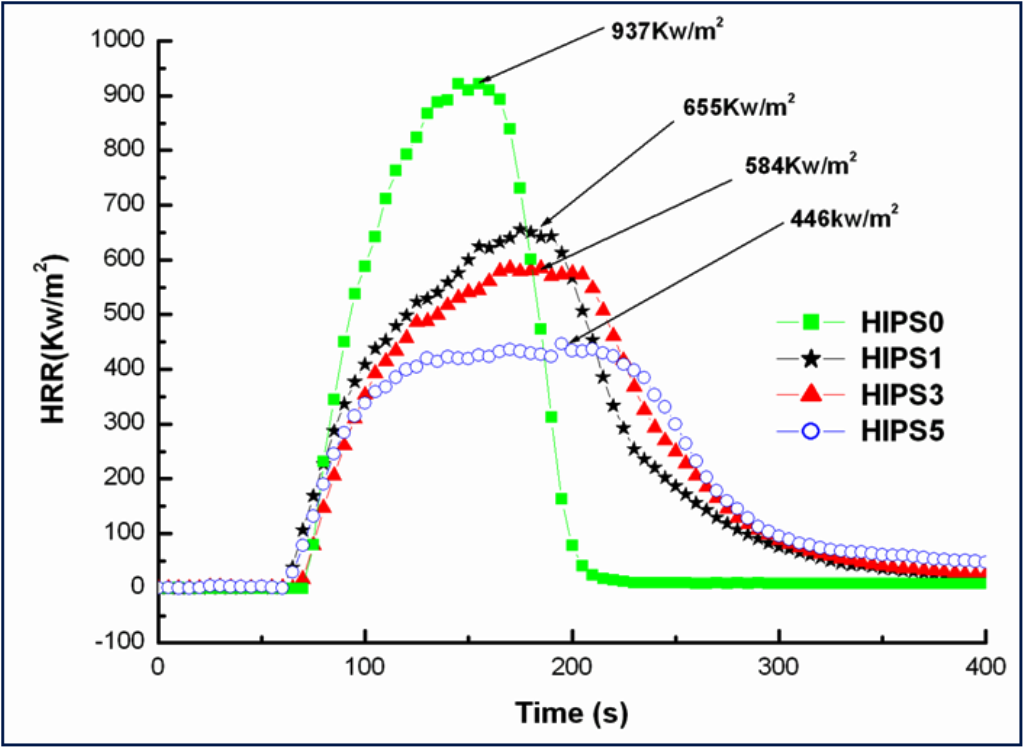 1000
900
800
700
600
500
400
300
200
100
0
-100
HRR(Kw/m²)
937Kw/m²
655Kw/m²
584Kw/m²
446kw/m²
HIPS0
HIPS1
HIPS3
HIPS5
0 100 200 300 400
Time (s)